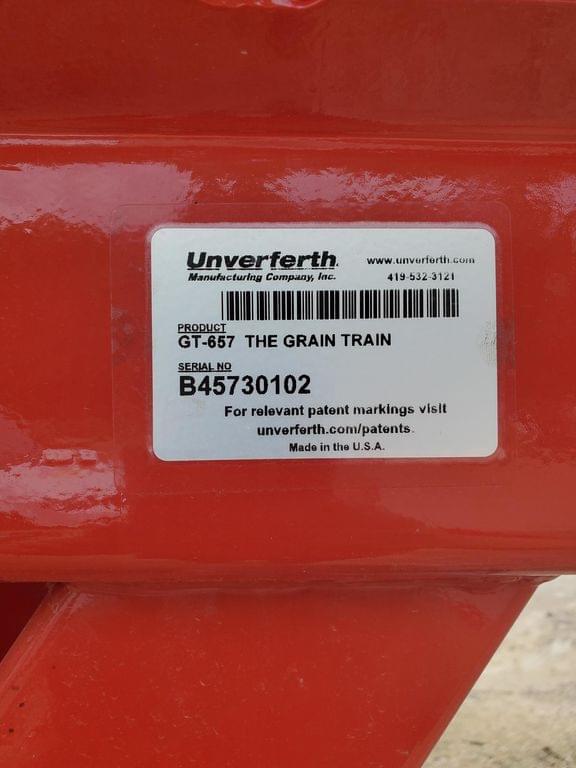 Unverferth
Manufacturing Company, Inc.
www.unverferth.com
419-532-3121
PRODUCT
GT-657 THE GRAIN TRAIN
SERIAL NO
B45730102
For relevant patent markings visit
unverferth.com/patents.
Made in the U.S.A.